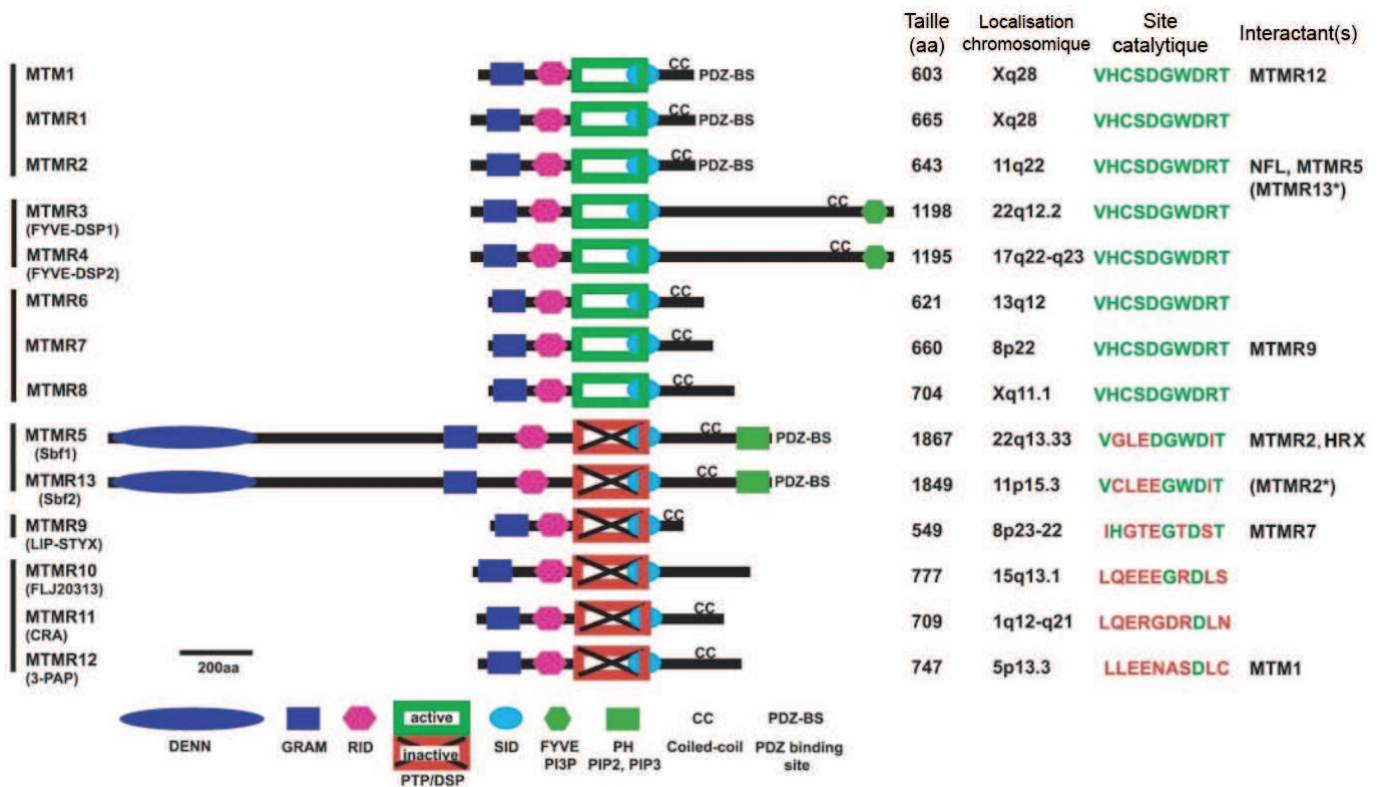 Taille (aa) Localisation chromosomique Site catalytique Interactant(s)
MTM1 CC PDZ-BS 603 Xq28 VHCSDGWDRT MTMR12
MTMR1 CC PDZ-BS 665 Xq28 VHCSDGWDRT
MTMR2 CC PDZ-BS 643 11q22 VHCSDGWDRT NFL, MTMR5
(MTMR13*)
MTMR3 CC 1198 22q12.2 VHCSDGWDRT
(FYVE-DSP1)
MTMR4 CC 1195 17q22-q23 VHCSDGWDRT
(FYVE-DSP2)
MTMR6 CC 621 13q12 VHCSDGWDRT
MTMR7 CC 660 8p22 VHCSDGWDRT MTMR9
MTMR8 CC 704 Xq11.1 VHCSDGWDRT
MTMR5 CC PDZ-BS 1867 22q13.33 VGLEDGWDIT MTMR2, HRX
(Sbf1)
MTMR13 CC PDZ-BS 1849 11p15.3 VCLEEGWDIT (MTMR2*)
(Sbf2)
MTMR9 CC 549 8p23-22 IHGTEGTDST MTMR7
(LIP-STYX)
MTMR10 777 15q13.1 LQEEEGRDLS
(FLJ20313)
MTMR11 CC 709 1q12-q21 LQERGDRDLN
(CRA)
MTMR12 CC 747 5p13.3 LLEENASDLC MTM1
(3-PAP)
200aa
active
inactive
DENN GRAM RID PTP/DSP SID FYVE PI3P PH PIP2, PIP3 CC Coiled-coil PDZ-BS PDZ binding site